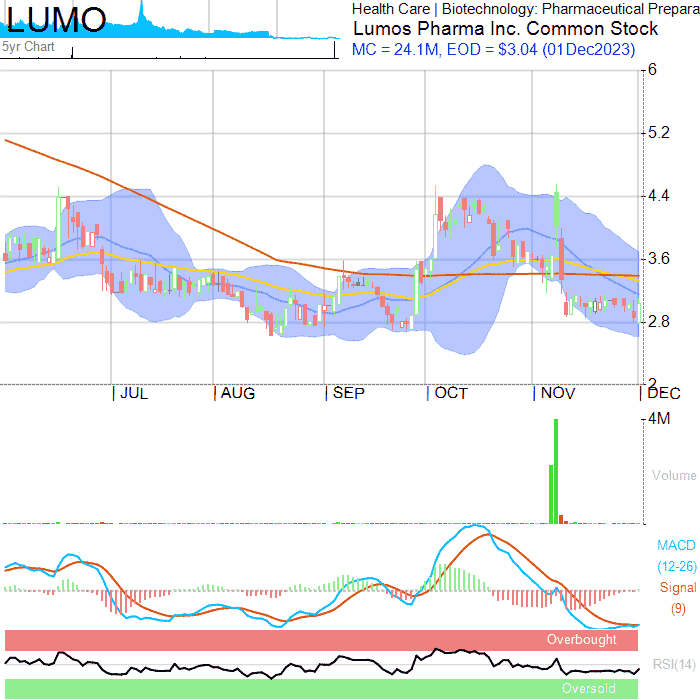 LUMO
Health Care | Biotechnology: Pharmaceutical Prepara
Lumos Pharma Inc. Common Stock
5yr Chart
MC = 24.1M, EOD = $3.04 (01Dec2023)
6
5.2
4.4
3.6
2.8
2
JUL AUG SEP OCT NOV DEC
4M
Volume
MACD
(12-26)
Signal
(9)
Overbought
RSI(14)
Oversold